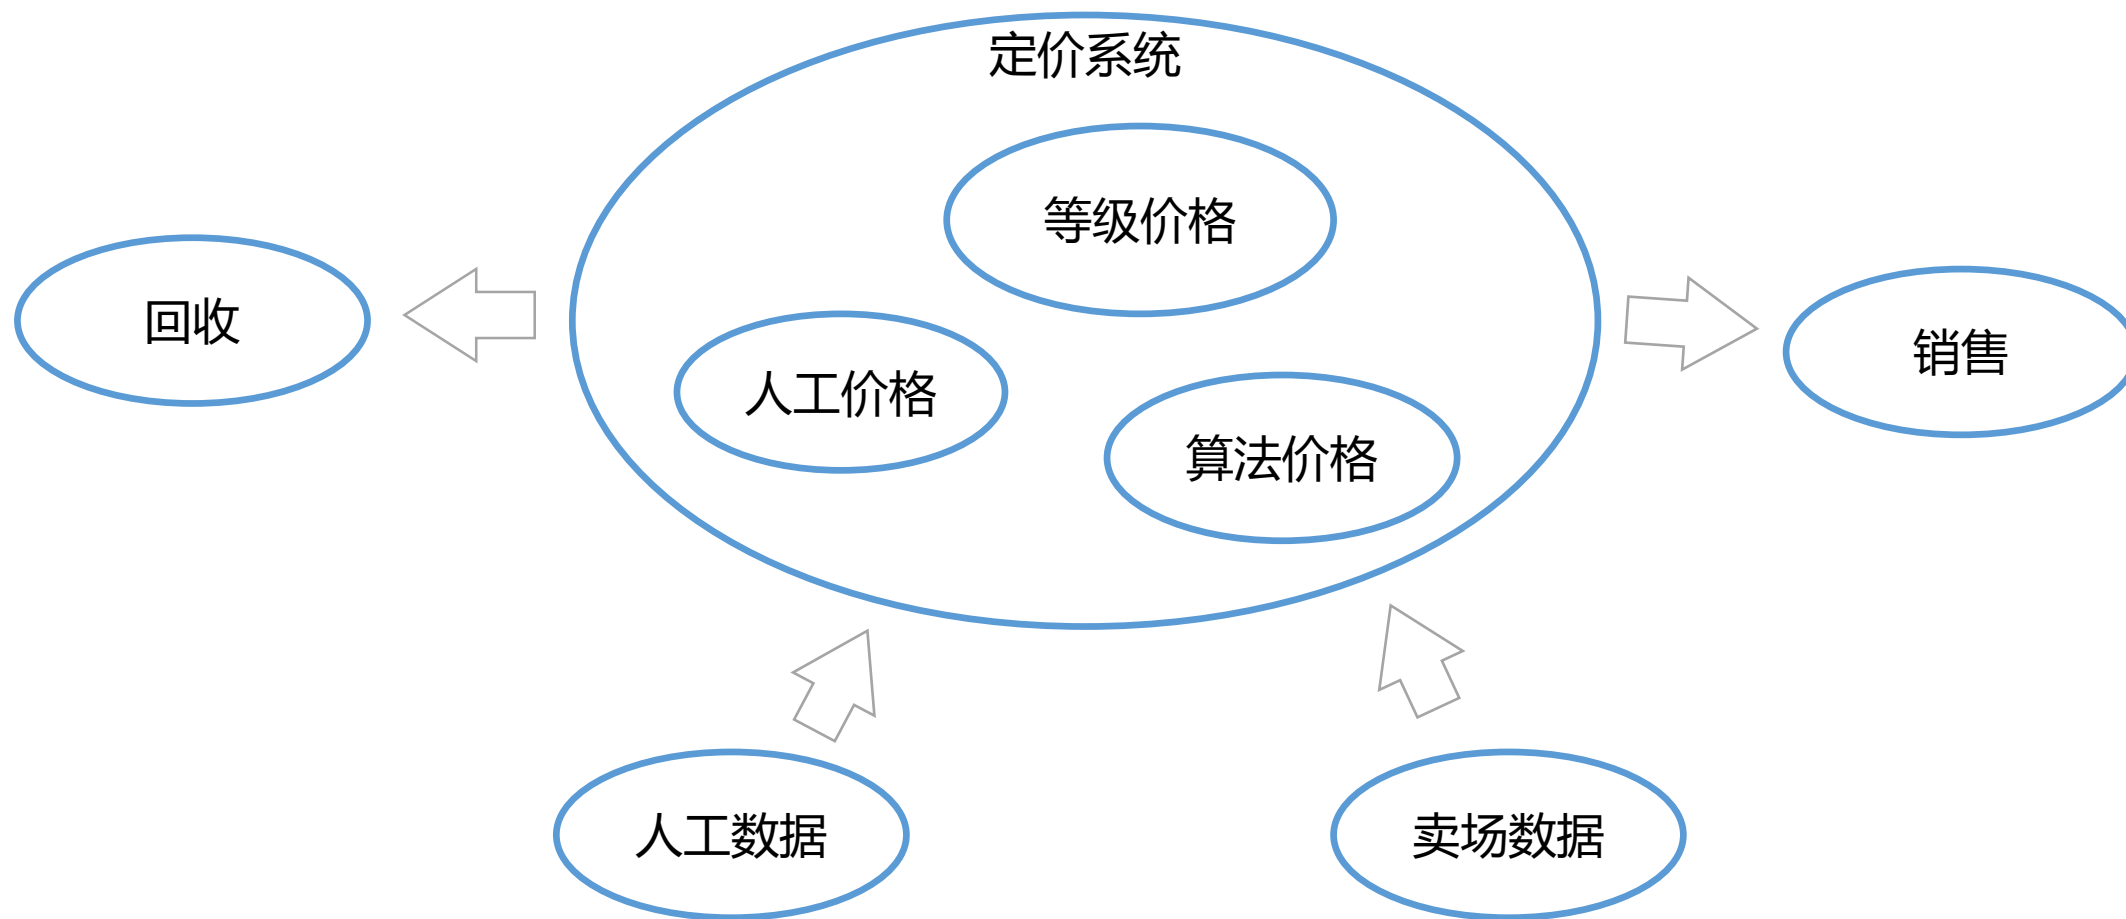 定价系统
等级价格
回收
销售
人工价格
算法价格
人工数据
卖场数据